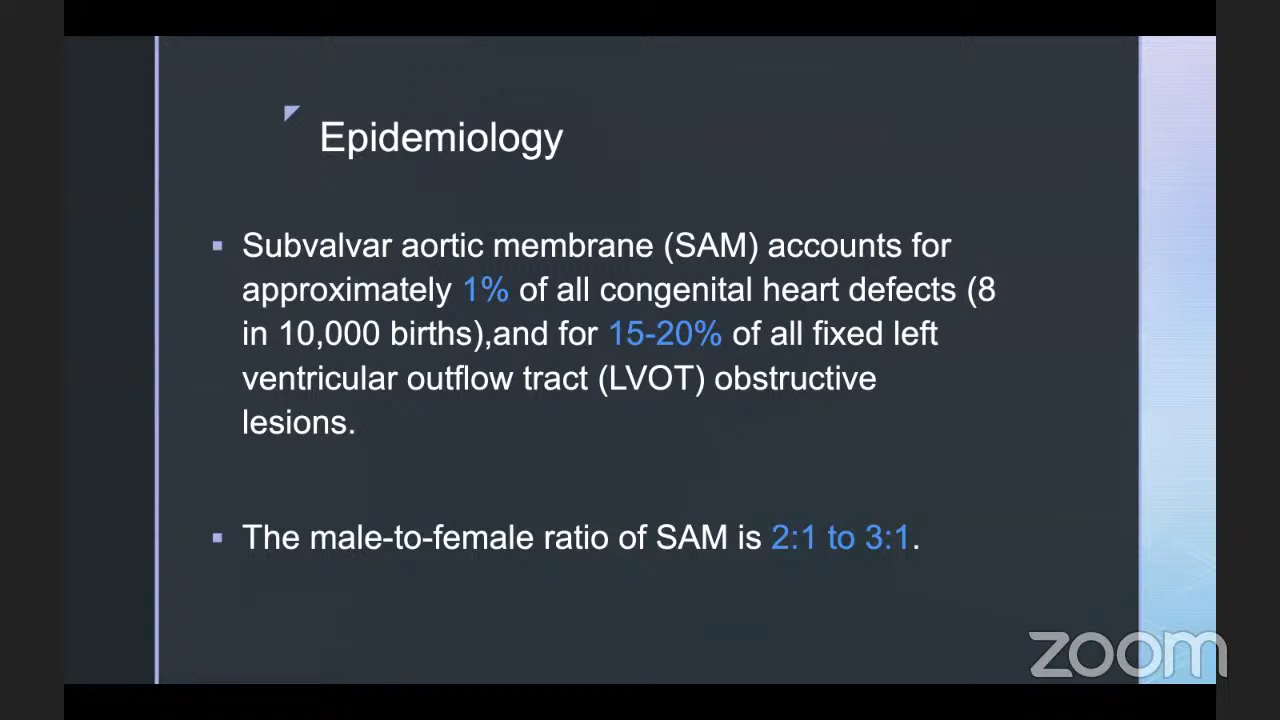 Epidemiology
▪ Subvalvar aortic membrane (SAM) accounts for
approximately 1% of all congenital heart defects (8
in 10,000 births),and for 15-20% of all fixed left
ventricular outflow tract (LVOT) obstructive
lesions.
▪ The male-to-female ratio of SAM is 2:1 to 3:1.
zoom